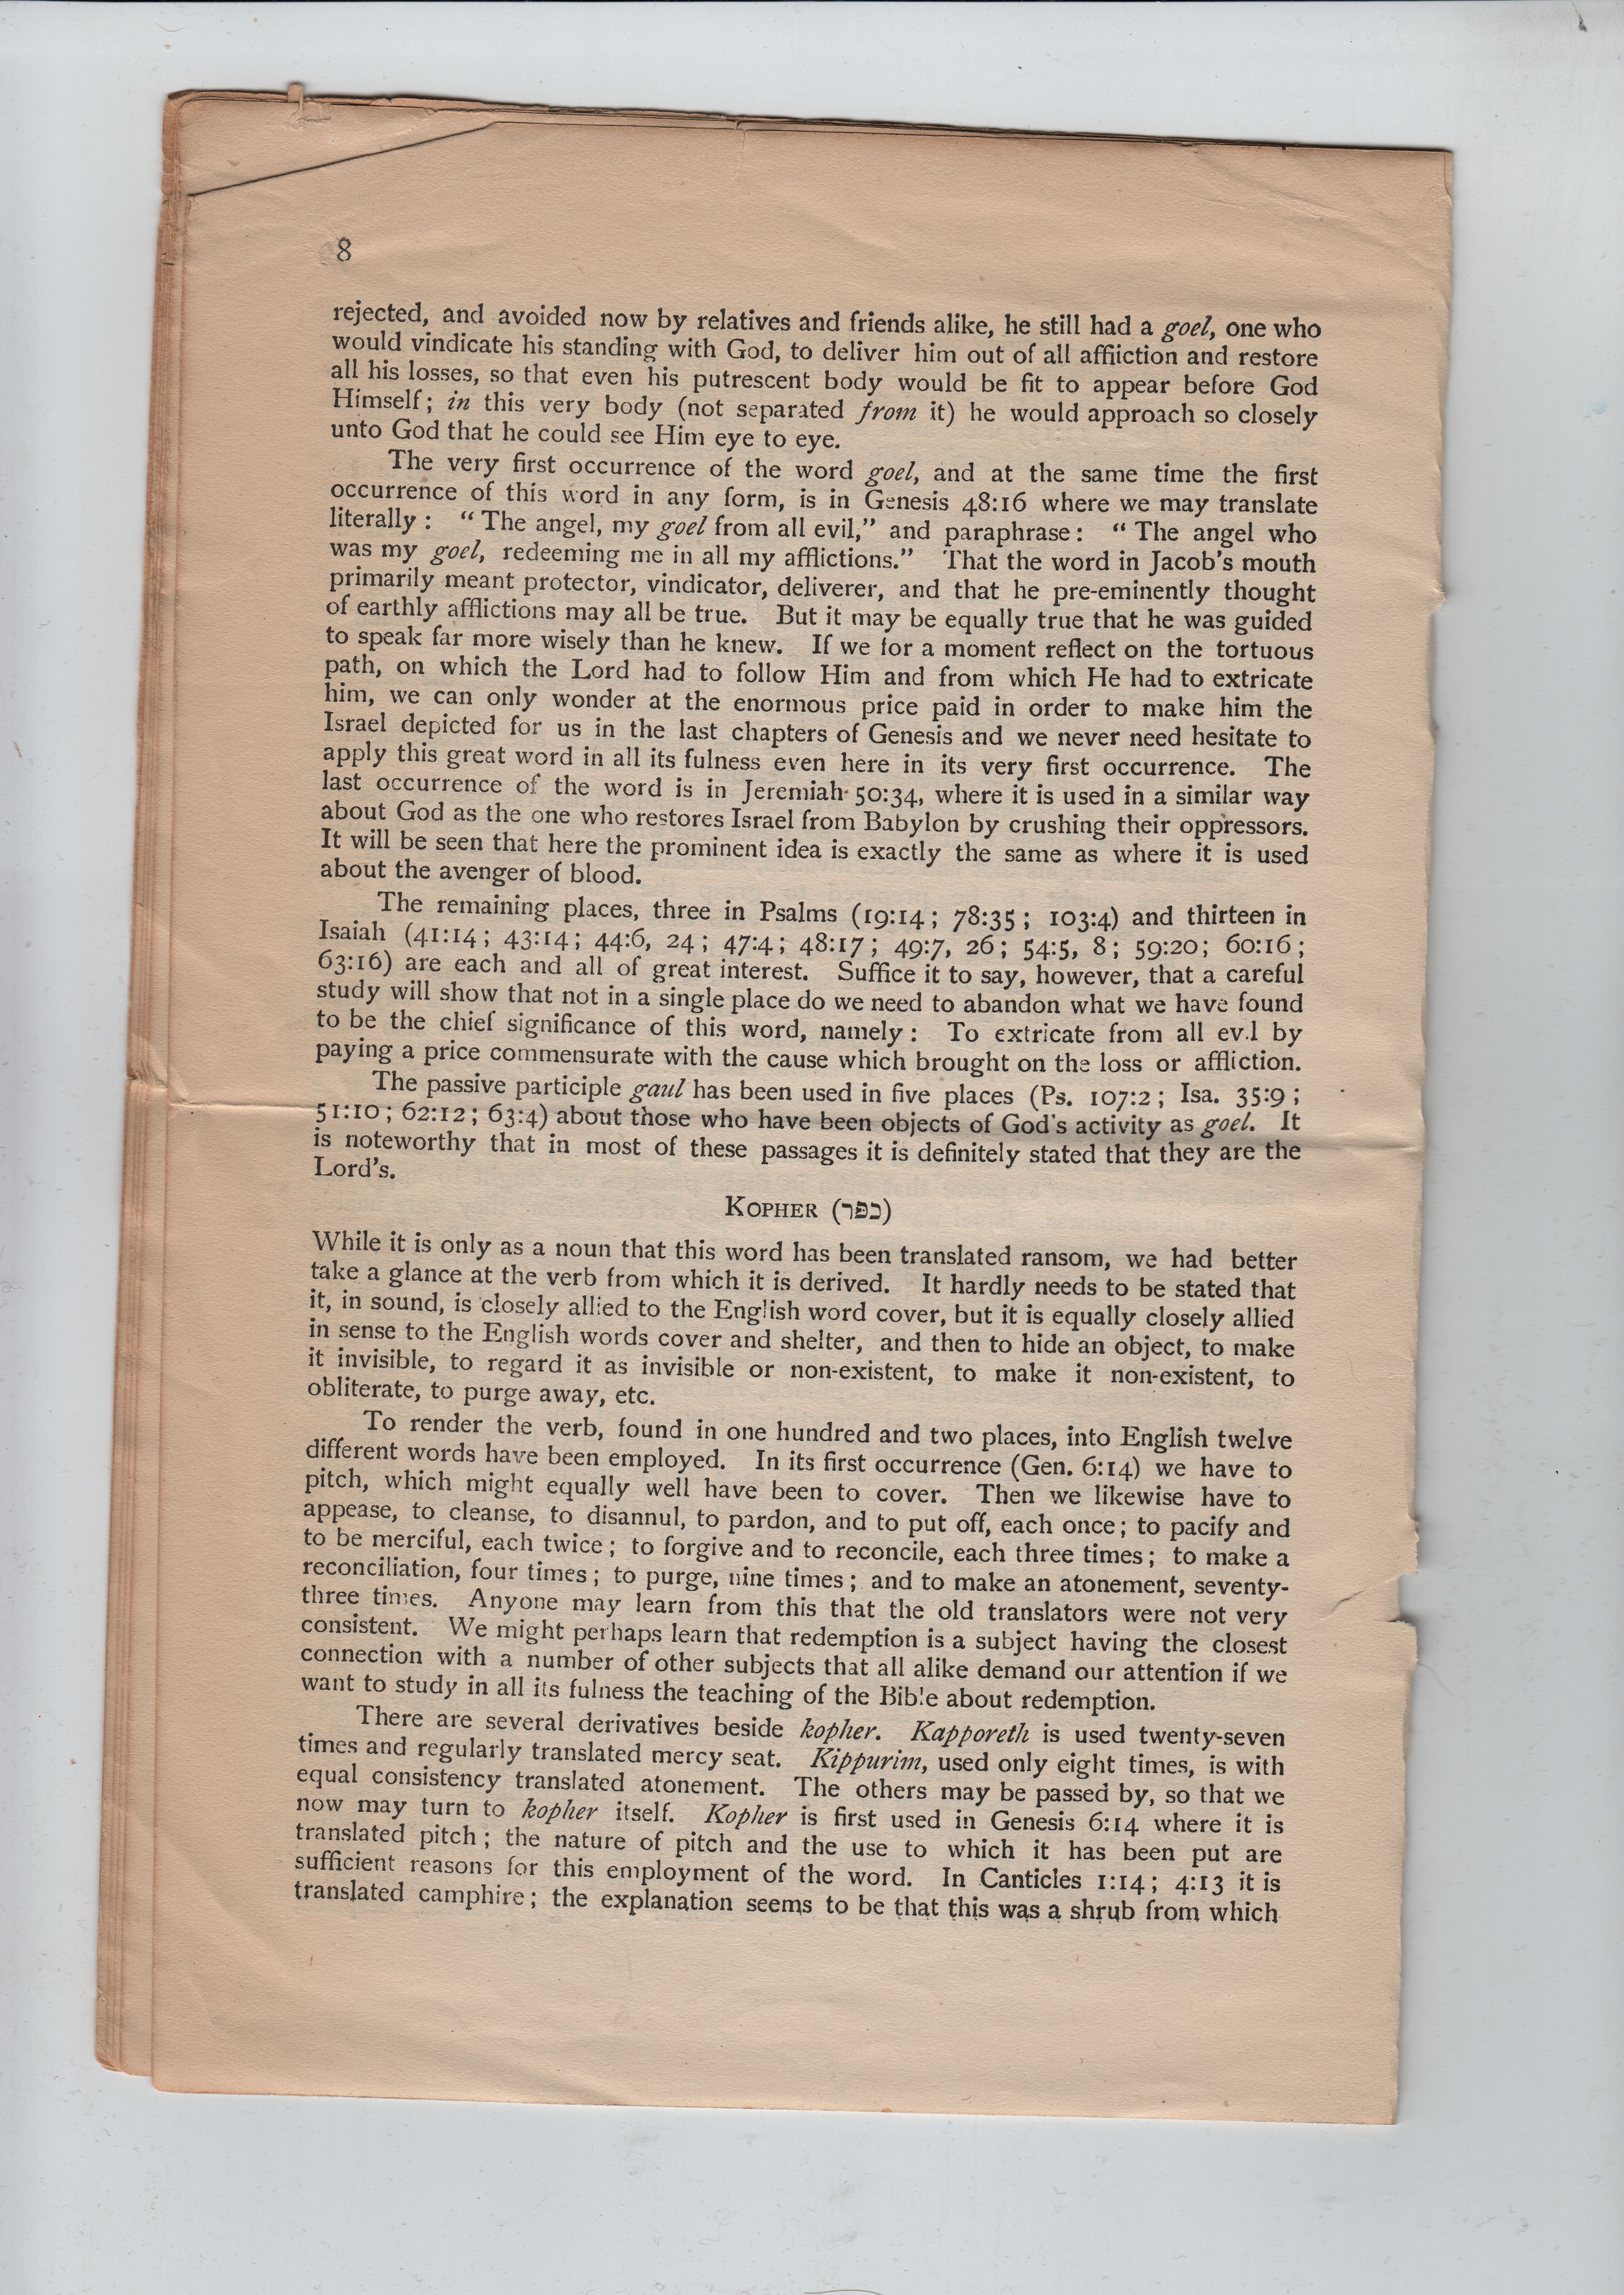 8
rejected, and avoided now by relatives and friends alike, he still had a goel, one who
would vindicate his standing with God, to deliver him out of all affliction and restore
all his losses, so that even his putrescent body would be fit to appear before God
Himself; in this very body (not separated from it) he would approach so closely
unto God that he could see Him eye to eye.
The very first occurrence of the word goel, and at the same time the first
occurrence of this word in any form, is in Genesis 48:16 where we may translate
literally: “The angel, my goel from all evil,” and paraphrase: “The angel who
was my goel, redeeming me in all my afflictions.” That the word in Jacob's mouth
primarily meant protector, vindicator, deliverer, and that he pre-eminently thought
of earthly afflictions may all be true. But it may be equally true that he was guided
to speak far more wisely than he knew. If we for a moment reflect on the tortuous
path, on which the Lord had to follow Him and from which He had to extricate
him, we can only wonder at the enormous price paid in order to make him the
Israel depicted for us in the last chapters of Genesis and we never need hesitate to
apply this great word in all its fulness even here in its very first occurrence. The
last occurrence of the word is in Jeremiah 50:34, where it is used in a similar way
about God as the one who restores Israel from Babylon by crushing their oppressors.
It will be seen that here the prominent idea is exactly the same as where it is used
about the avenger of blood.
The remaining places, three in Psalms (19:14; 78:35; 103:4) and thirteen in
Isaiah (41:14; 43:14; 44:6, 24; 47:4; 48:17; 49:7, 26; 54:5, 8; 59:20; 60:16;
63:16) are each and all of great interest. Suffice it to say, however, that a careful
study will show that not in a single place do we need to abandon what we have found
to be the chief significance of this word, namely: To extricate from all evil by
paying a price commensurate with the cause which brought on the loss or affliction.
The passive participle gaul has been used in five places (Ps. 107:2; Isa. 35:9;
51:10; 62:12; 63:4) about those who have been objects of God's activity as goel. It
is noteworthy that in most of these passages it is definitely stated that they are the
Lord's.
KOPHER (כפר)
While it is only as a noun that this word has been translated ransom, we had better
take a glance at the verb from which it is derived. It hardly needs to be stated that
it, in sound, is closely allied to the English word cover, but it is equally closely allied
in sense to the English words cover and shelter, and then to hide an object, to make
it invisible, to regard it as invisible or non-existent, to make it non-existent, to
obliterate, to purge away, etc.
To render the verb, found in one hundred and two places, into English twelve
different words have been employed. In its first occurrence (Gen. 6:14) we have to
pitch, which might equally well have been to cover. Then we likewise have to
appease, to cleanse, to disannul, to pardon, and to put off, each once; to pacify and
to be merciful, each twice; to forgive and to reconcile, each three times; to make a
reconciliation, four times; to purge, nine times; and to make an atonement, seventy-
three times. Anyone may learn from this that the old translators were not very
consistent. We might perhaps learn that redemption is a subject having the closest
connection with a number of other subjects that all alike demand our attention if we
want to study in all its fulness the teaching of the Bible about redemption.
There are several derivatives beside kopher. Kapporeth is used twenty-seven
times and regularly translated mercy seat. Kippurim, used only eight times, is with
equal consistency translated atonement. The others may be passed by, so that we
now may turn to kopher itself. Kopher is first used in Genesis 6:14 where it is
translated pitch; the nature of pitch and the use to which it has been put are
sufficient reasons for this employment of the word. In Canticles 1:14; 4:13 it is
translated camphire; the explanation seems to be that this was a shrub from which